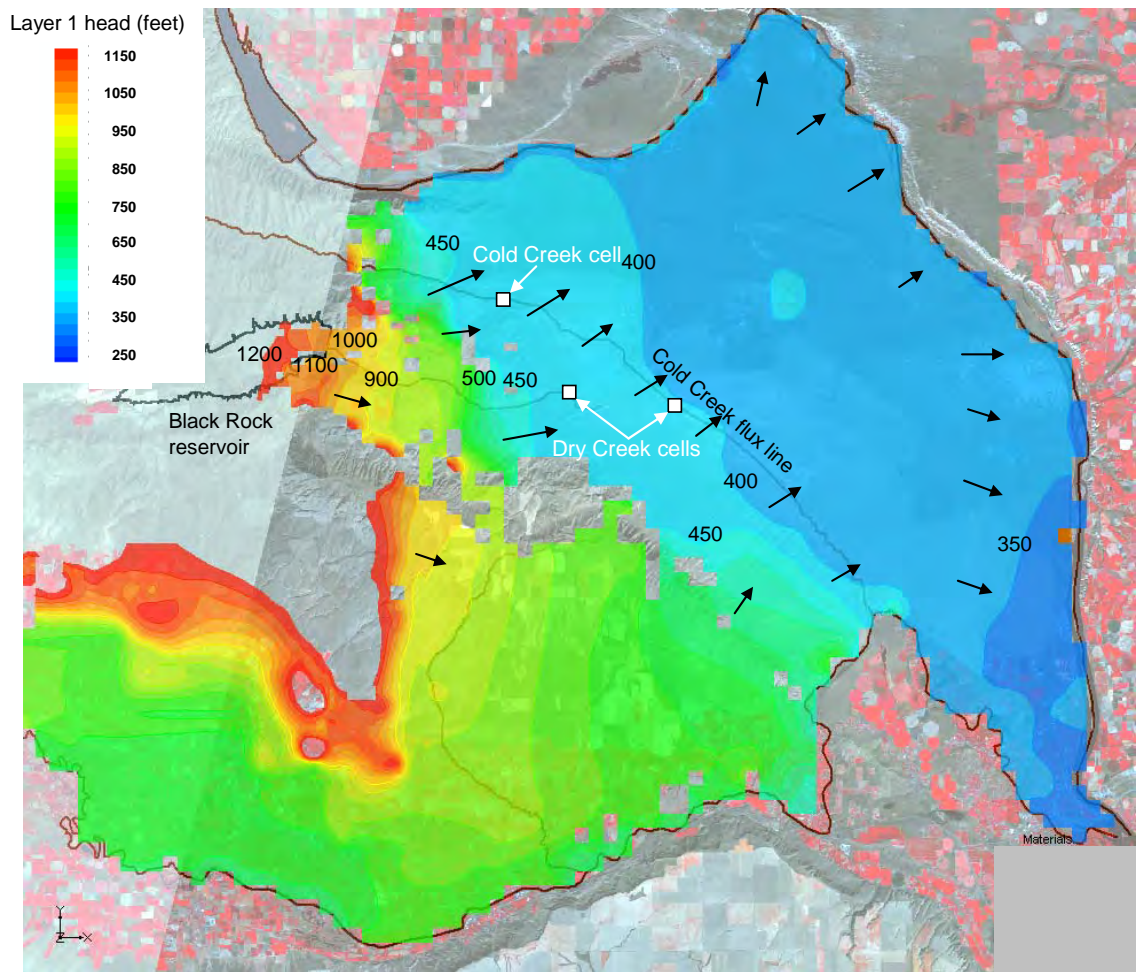 Layer 1 head (feet)
1150
1050
950
850
750
650
550
450
350
250
450
Cold Creek cell
400
1000
1200
1100
900
500
450
Cold Creek flux line
Black Rock
reservoir
Dry Creek cells
400
450
350
Materials
Y
Z
X